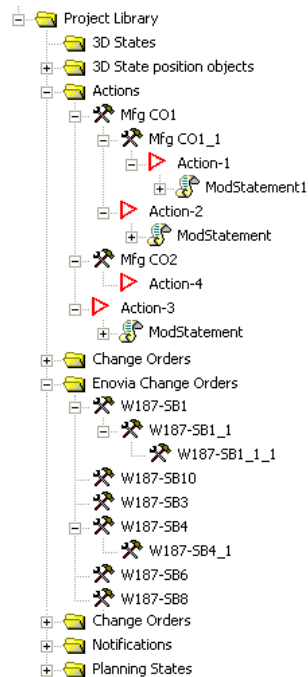 Project Library
3D States
3D State position objects
Actions
Mfg CO1
Mfg CO1_1
Action-1
ModStatement1
Action-2
ModStatement
Mfg CO2
Action-4
Action-3
ModStatement
Change Orders
Enovia Change Orders
W187-SB1
W187-SB1_1
W187-SB1_1_1
W187-SB10
W187-SB3
W187-SB4
W187-SB4_1
W187-SB6
W187-SB8
Change Orders
Notifications
Planning States